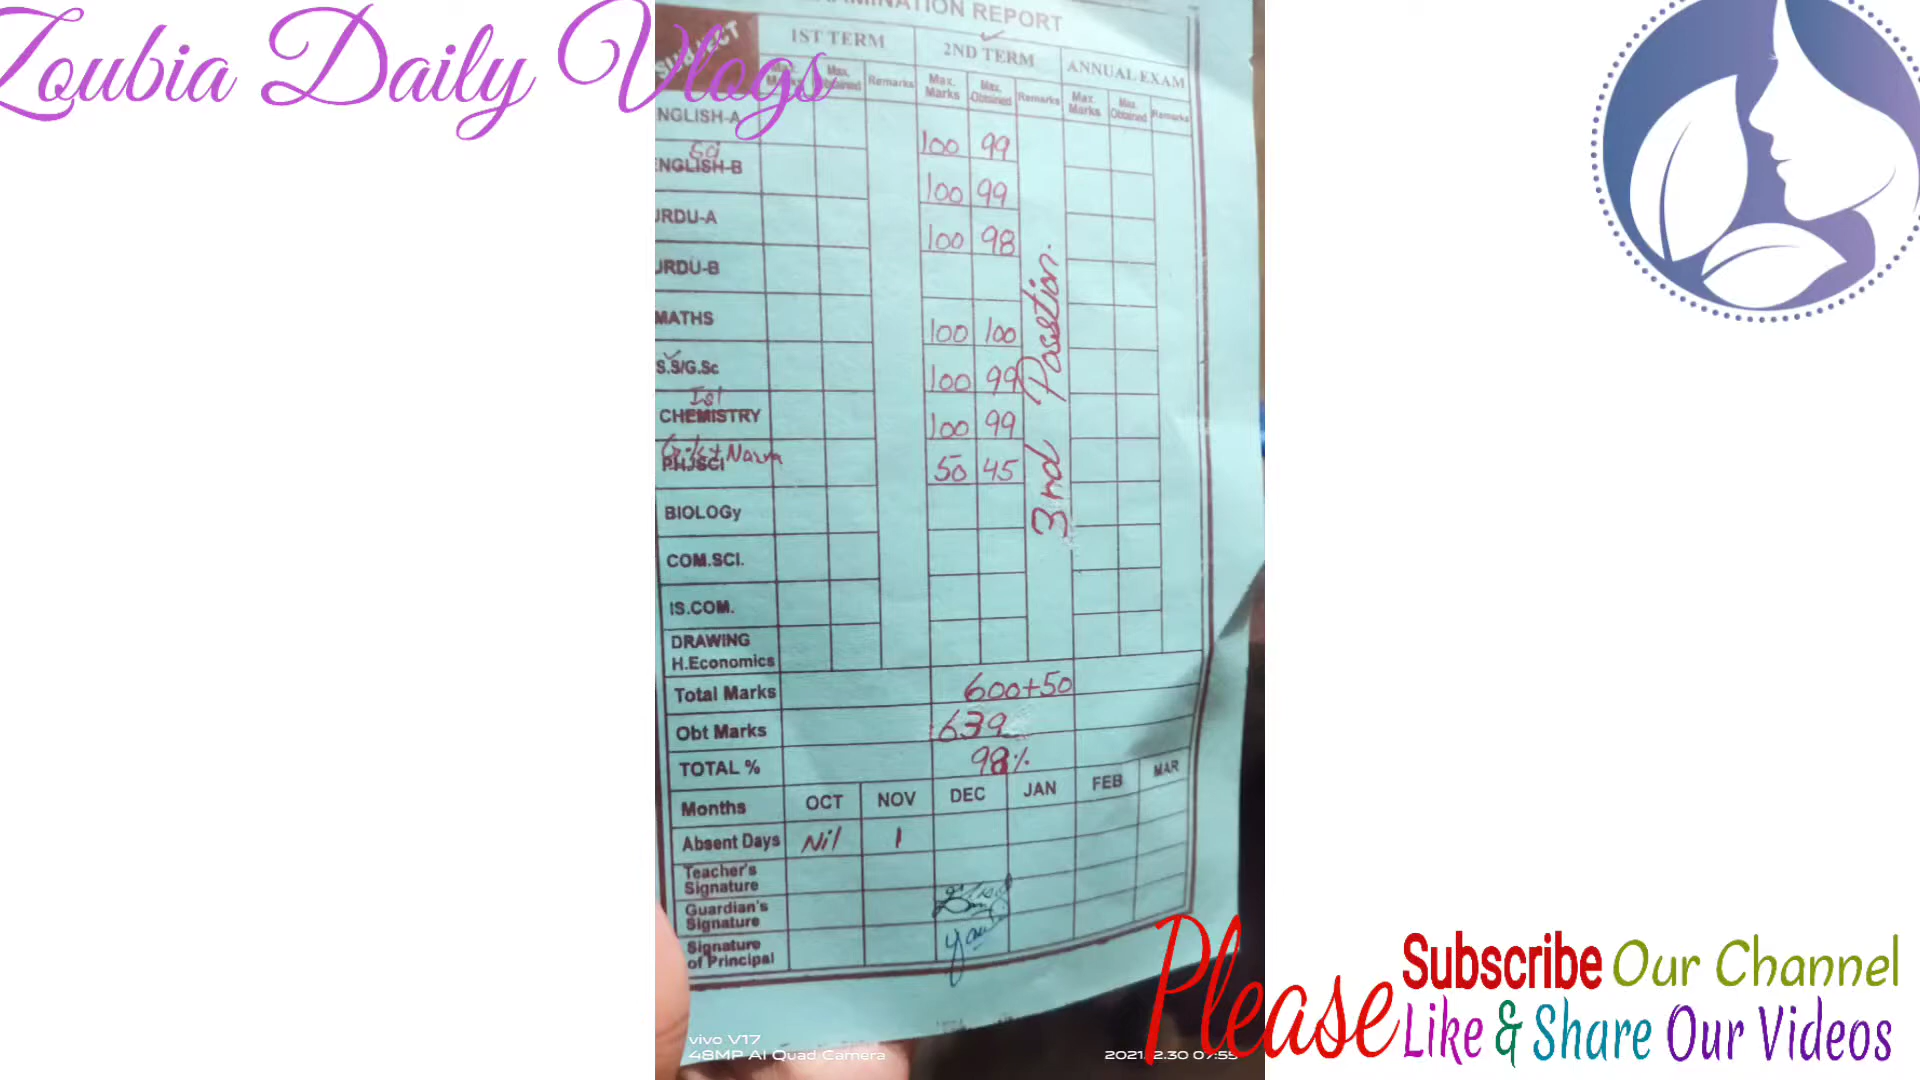 Zoubia Daily Vlogs
EXAMINATION REPORT
SUBJECT
1ST TERM
2ND TERM
ANNUAL EXAM
Max. Marks
Max. Obtained
Remarks
Max. Marks
Max. Obtained
Remarks
Max. Marks
Max. Obtained
Remarks
NGLISH-A 100 99
Sci
ENGLISH-B 100 99
URDU-A 100 98
URDU-B
MATHS 100 100
S.S/G.Sc 100 99
Isl
CHEMISTRY 100 99
PHJSCI 50 45
BIOLOGy
COM.SCI.
IS.COM.
DRAWING
H.Economics
3rd Position.
Total Marks 600+50
Obt Marks 639
TOTAL % 98%
Months OCT NOV DEC JAN FEB MAR
Absent Days Nil 1
Teacher's
Signature
Guardian's
Signature
Signature
of Principal
vivo V17
48MP AI Quad Camera
Please
Subscribe Our Channel
Like & Share Our Videos